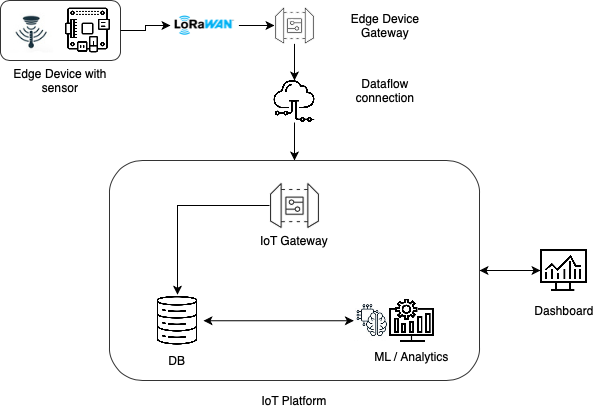 LoRaWAN
Edge Device
Gateway
Edge Device with
sensor
Dataflow
connection
IoT Gateway
Dashboard
DB
ML / Analytics
IoT Platform